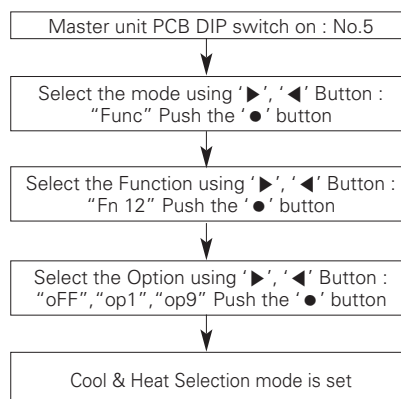 Master unit PCB DIP switch on : No.5
Select the mode using ‘▶’, ‘◀’ Button :
“Func” Push the ‘●’ button
Select the Function using ‘▶’, ‘◀’ Button :
“Fn 12” Push the ‘●’ button
Select the Option using ‘▶’, ‘◀’ Button :
“oFF”,“op1”,“op9” Push the ‘●’ button
Cool & Heat Selection mode is set